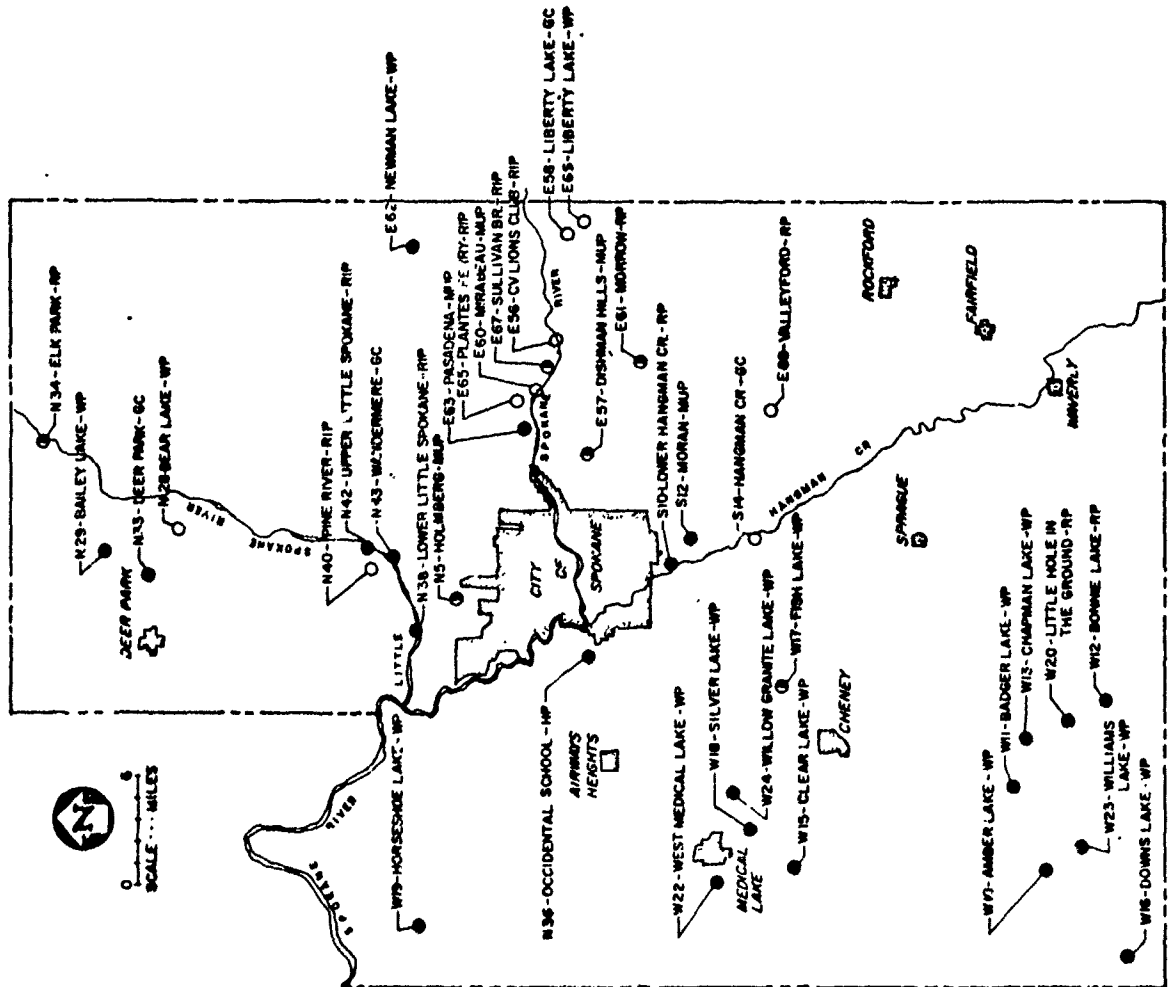 N34-ELK PARK-RP
N29-BAILEY LAKE-WP
N33-DEER PARK-GC
N28-BEAR LAKE-WP
DEER PARK
RIVER
SPOKANE
LITTLE
N40-PINE RIVER-RIP
N42-UPPER LITTLE SPOKANE-RIP
N43-WANDERMERE-GC
N38-LOWER LITTLE SPOKANE-RIP
N5-HOLMBERG-MUP
E62-NEWMAN LAKE-WP
E63-PASADENA-MUP
E65-PLANTES FERRY-RIP
E60-MIRABEAU-MUP
E67-SULLIVAN BR.-RIP
E56-CV LIONS CLUB-RIP
E58-LIBERTY LAKE-GC
LIBERTY LAKE-WP
E57-DISHMAN HILLS-MUP
E61-MORROW-RP
SPOKANE
RIVER
CITY
OF
SPOKANE
N
0 6
SCALE ··· MILES
SPOKANE
RIVER
W19-HORSESHOE LAKE-WP
N36-OCCIDENTAL SCHOOL-HP
AIRWAYS
HEIGHTS
S10-LOWER HANGMAN CR.-RP
S12-MORAN-MUP
S14-HANGMAN CR-GC
VALLEYFORD-RP
HANGMAN CR
ROCKFORD
FAIRFIELD
WAVERLY
SPRAGUE
W22-WEST MEDICAL LAKE-WP
MEDICAL
LAKE
W18-SILVER LAKE-WP
W24-WILLOW GRANITE LAKE-WP
W17-FISH LAKE-WP
W15-CLEAR LAKE-WP
CHENEY
AMBER LAKE-WP
W11-BADGER LAKE-WP
W13-CHAPMAN LAKE-WP
W20-LITTLE HOLE IN
THE GROUND-RP
W12-BONNIE LAKE-RP
W23-WILLIAMS
LAKE-WP
W16-DOWNS LAKE-WP